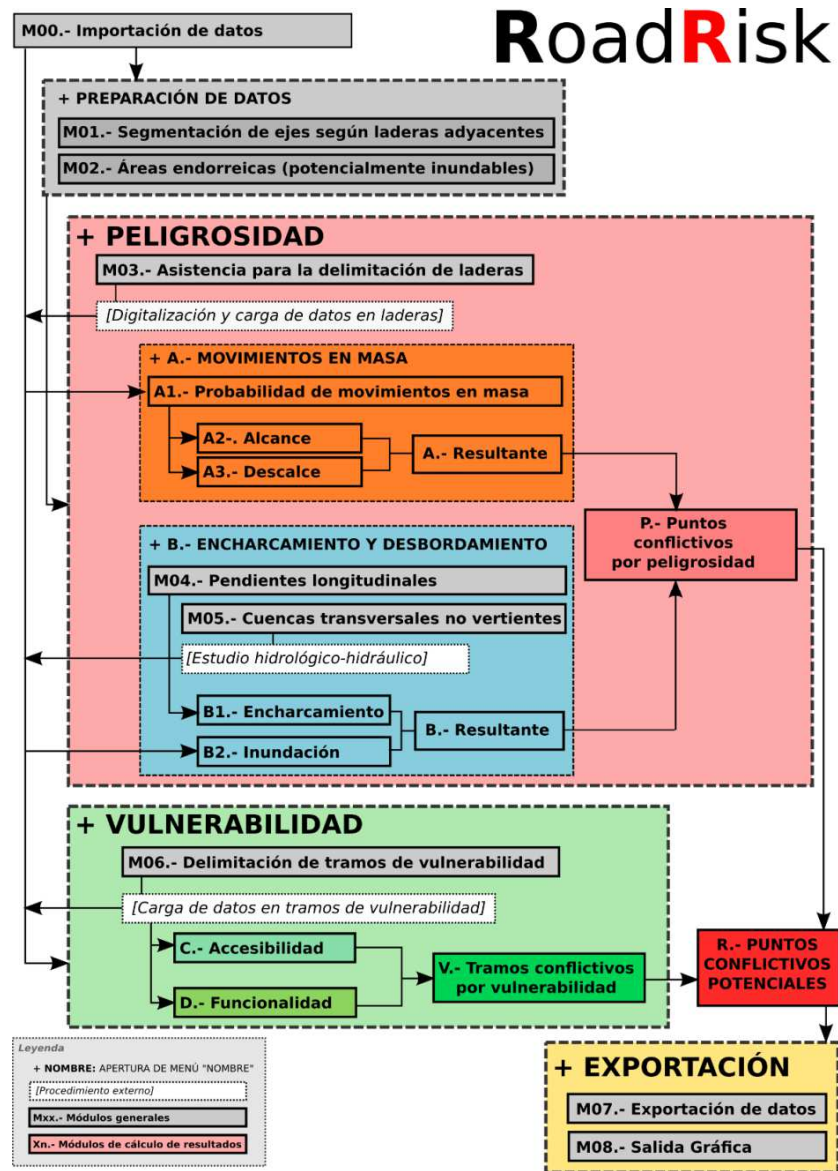 M00.- Importación de datos
RoadRisk
+ PREPARACIÓN DE DATOS
M01.- Segmentación de ejes según laderas adyacentes
M02.- Áreas endorreicas (potencialmente inundables)
+ PELIGROSIDAD
M03.- Asistencia para la delimitación de laderas
[Digitalización y carga de datos en laderas]
+ A.- MOVIMIENTOS EN MASA
A1.- Probabilidad de movimientos en masa
A2-. Alcance
A3.- Descalce
A.- Resultante
P.- Puntos
conflictivos
por peligrosidad
+ B.- ENCHARCAMIENTO Y DESBORDAMIENTO
M04.- Pendientes longitudinales
M05.- Cuencas transversales no vertientes
[Estudio hidrológico-hidráulico]
B1.- Encharcamiento
B2.- Inundación
B.- Resultante
+ VULNERABILIDAD
M06.- Delimitación de tramos de vulnerabilidad
[Carga de datos en tramos de vulnerabilidad]
C.- Accesibilidad
D.- Funcionalidad
V.- Tramos conflictivos
por vulnerabilidad
R.- PUNTOS
CONFLICTIVOS
POTENCIALES
Leyenda
+ NOMBRE: APERTURA DE MENÚ "NOMBRE"
[Procedimiento externo]
Mxx.- Módulos generales
Xn.- Módulos de cálculo de resultados
+ EXPORTACIÓN
M07.- Exportación de datos
M08.- Salida Gráfica